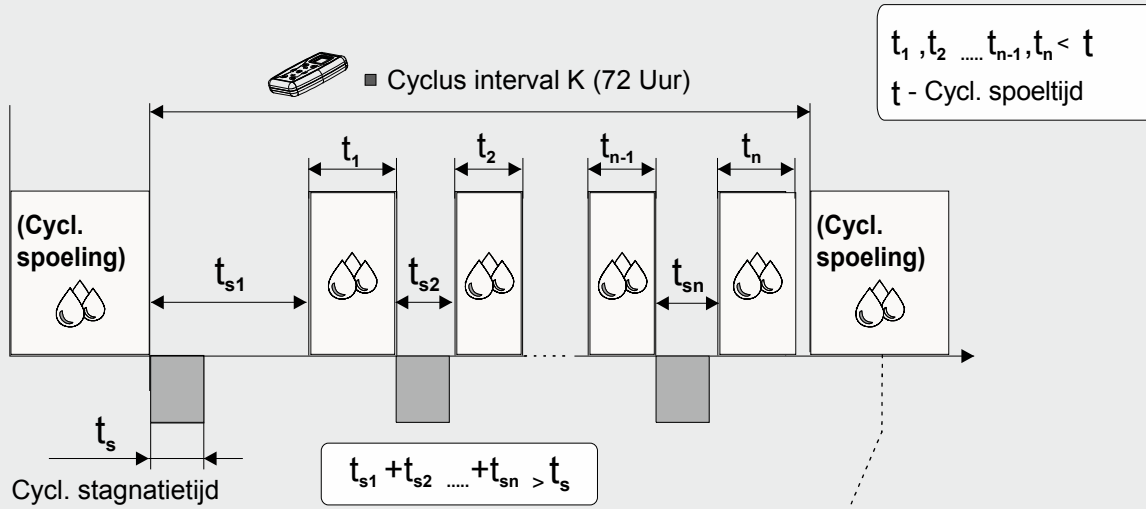 t1 ,t2 ..... tn-1,tn < t
t - Cycl. spoeltijd
Cyclus interval K (72 Uur)
t1
t2
tn-1
tn
(Cycl.
spoeling)
(Cycl.
spoeling)
ts1
ts2
tsn
ts
Cycl. stagnatietijd
ts1 +ts2 ..... +tsn > ts